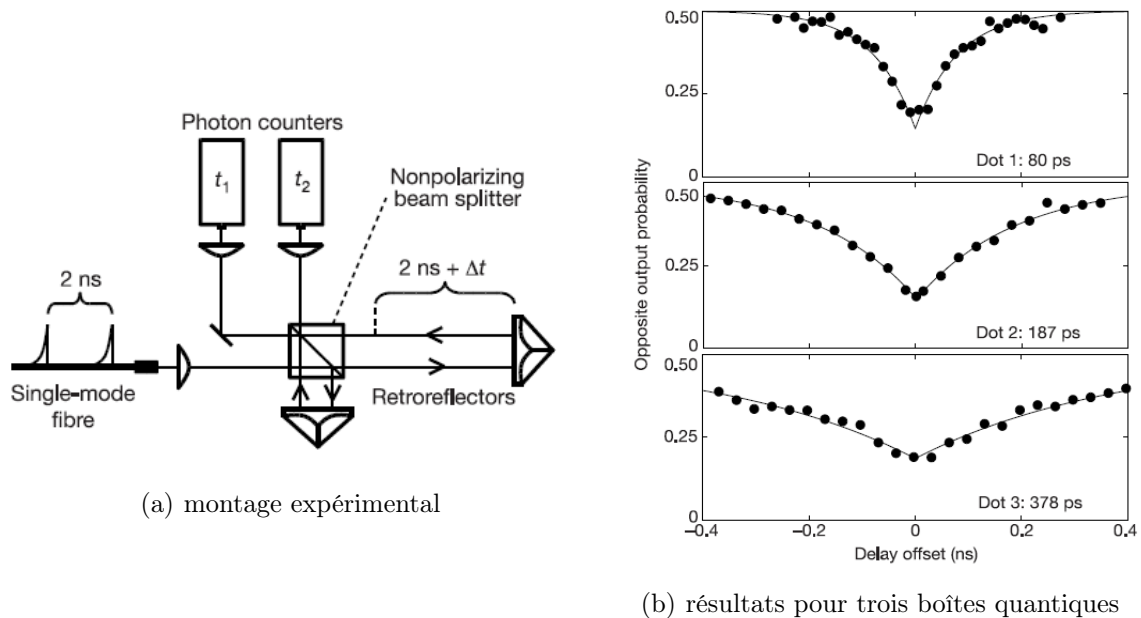 Photon counters
t1
t2
Nonpolarizing
beam splitter
2 ns
2 ns + Δt
Single–mode
fibre
Retroreflectors
(a) montage expérimental
Opposite output probability
0.50
0.25
0
Dot 1: 80 ps
0.50
0.25
0
Dot 2: 187 ps
0.50
0.25
0
Dot 3: 378 ps
–0.4
–0.2
0
0.2
0.4
Delay offset (ns)
(b) résultats pour trois boîtes quantiques